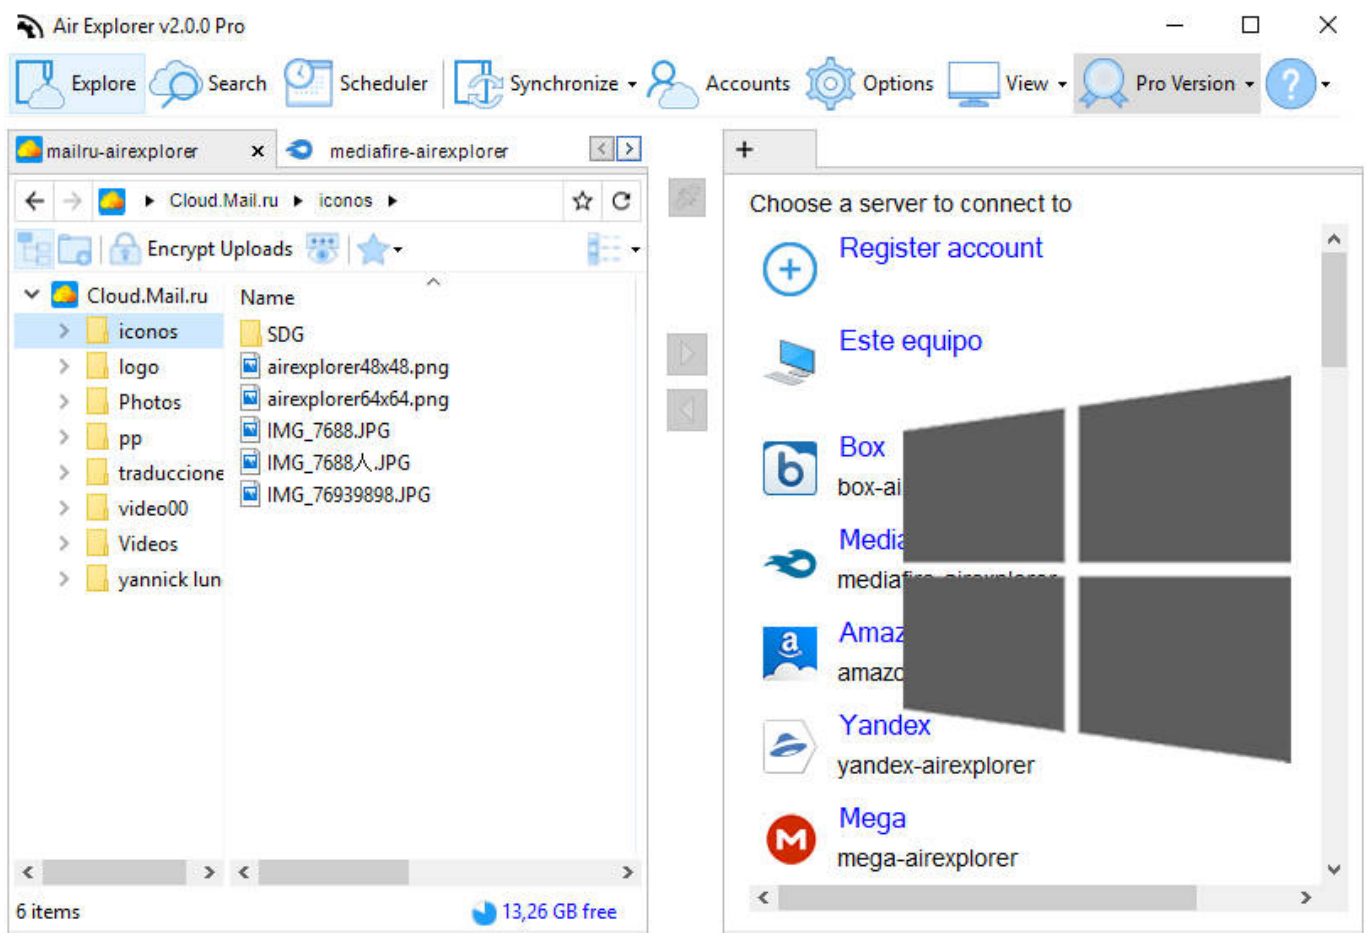 Air Explorer v2.0.0 Pro
Explore Search Scheduler Synchronize Accounts Options View Pro Version ?
mailru-airexplorer x mediafire-airexplorer < >
Cloud.Mail.ru iconos
Encrypt Uploads
Cloud.Mail.ru
iconos
logo
Photos
pp
traduccione
video00
Videos
yannick lun
Name
SDG
airexplorer48x48.png
airexplorer64x64.png
IMG_7688.JPG
IMG_7688人.JPG
IMG_76939898.JPG
6 items
13,26 GB free
+
Choose a server to connect to
Register account
Este equipo
Box
box-ai
Media
mediafire-airexplorer
Amaz
amazo
Yandex
yandex-airexplorer
Mega
mega-airexplorer